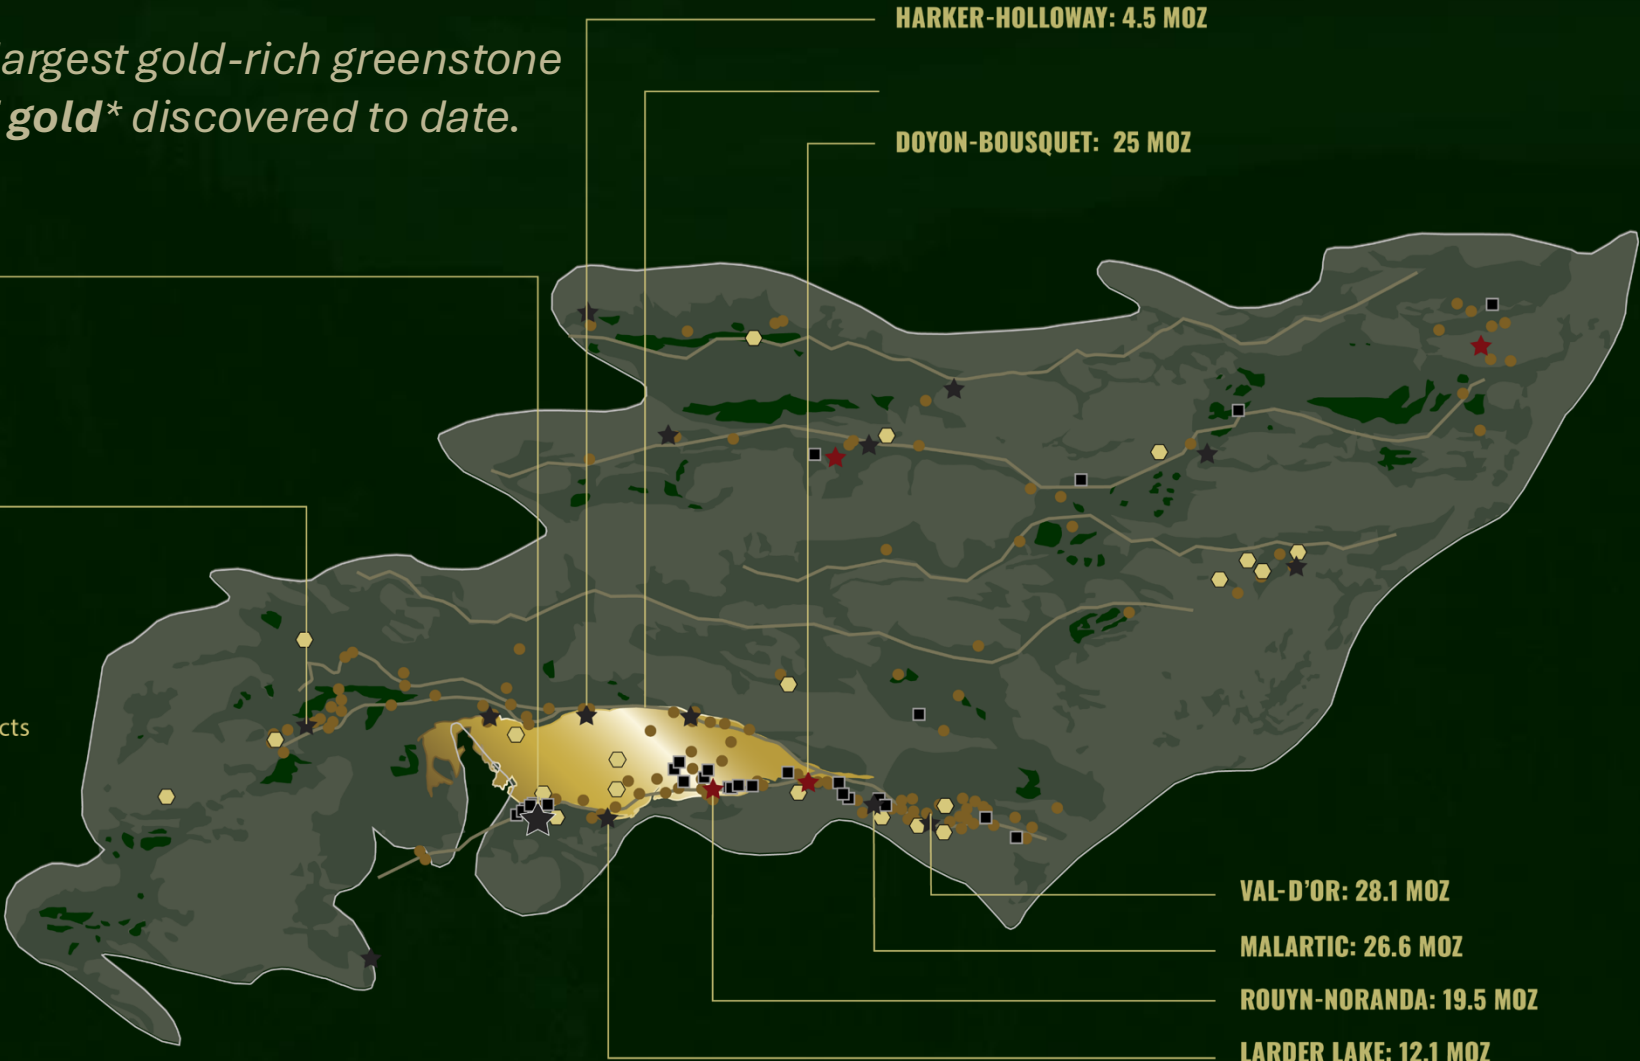 HARKER-HOLLOWAY: 4.5 MOZ
argest gold-rich greenstone
gold* discovered to date.
DOYON-BOUSQUET: 25 MOZ
cts
VAL-D'OR: 28.1 MOZ
MALARTIC: 26.6 MOZ
ROUYN-NORANDA: 19.5 MOZ
LARDER LAKE: 12.1 MOZ